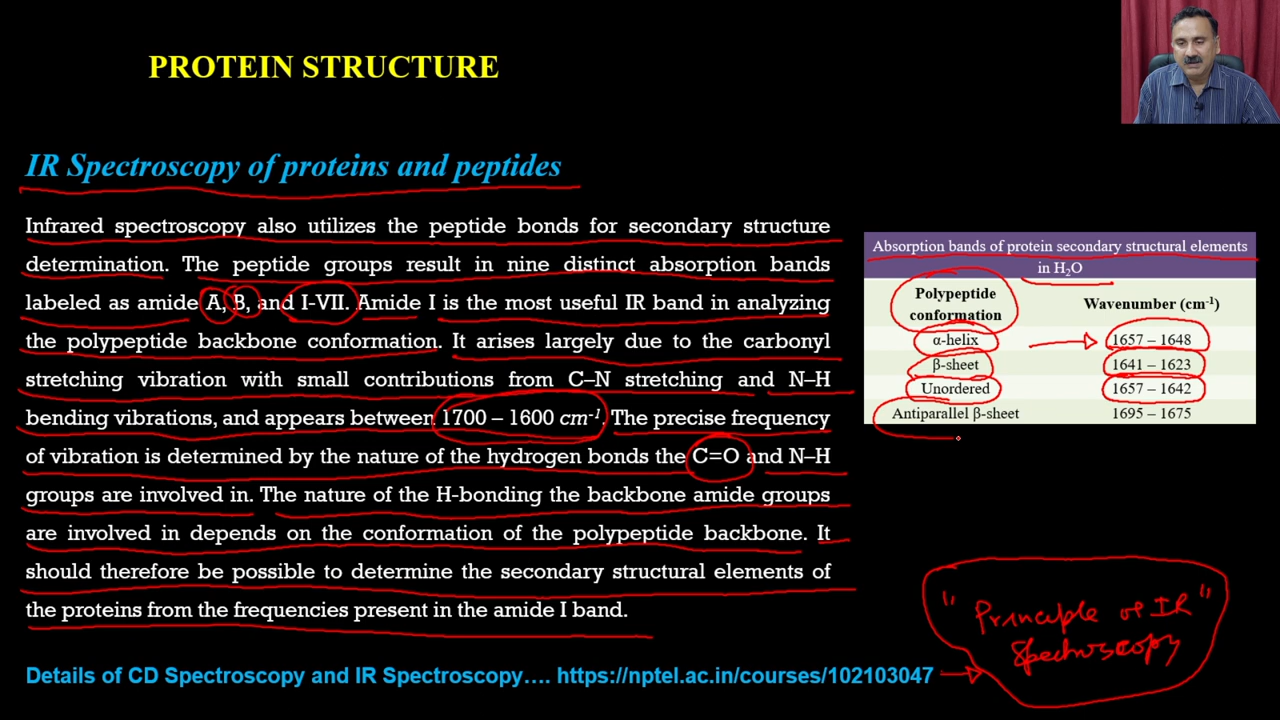 PROTEIN STRUCTURE
IR Spectroscopy of proteins and peptides
Infrared spectroscopy also utilizes the peptide bonds for secondary structure
determination. The peptide groups result in nine distinct absorption bands
labeled as amide A, B, and I-VII. Amide I is the most useful IR band in analyzing
the polypeptide backbone conformation. It arises largely due to the carbonyl
stretching vibration with small contributions from C–N stretching and N–H
bending vibrations, and appears between 1700 – 1600 cm-1. The precise frequency
of vibration is determined by the nature of the hydrogen bonds the C=O and N–H
groups are involved in. The nature of the H-bonding the backbone amide groups
are involved in depends on the conformation of the polypeptide backbone. It
should therefore be possible to determine the secondary structural elements of
the proteins from the frequencies present in the amide I band.
Details of CD Spectroscopy and IR Spectroscopy…. https://nptel.ac.in/courses/102103047
Absorption bands of protein secondary structural elements
in H2O
Polypeptide
conformation
Wavenumber (cm-1)
α-helix 1657 – 1648
β-sheet 1641 – 1623
Unordered 1657 – 1642
Antiparallel β-sheet 1695 – 1675
"Principle of IR"
Spectroscopy